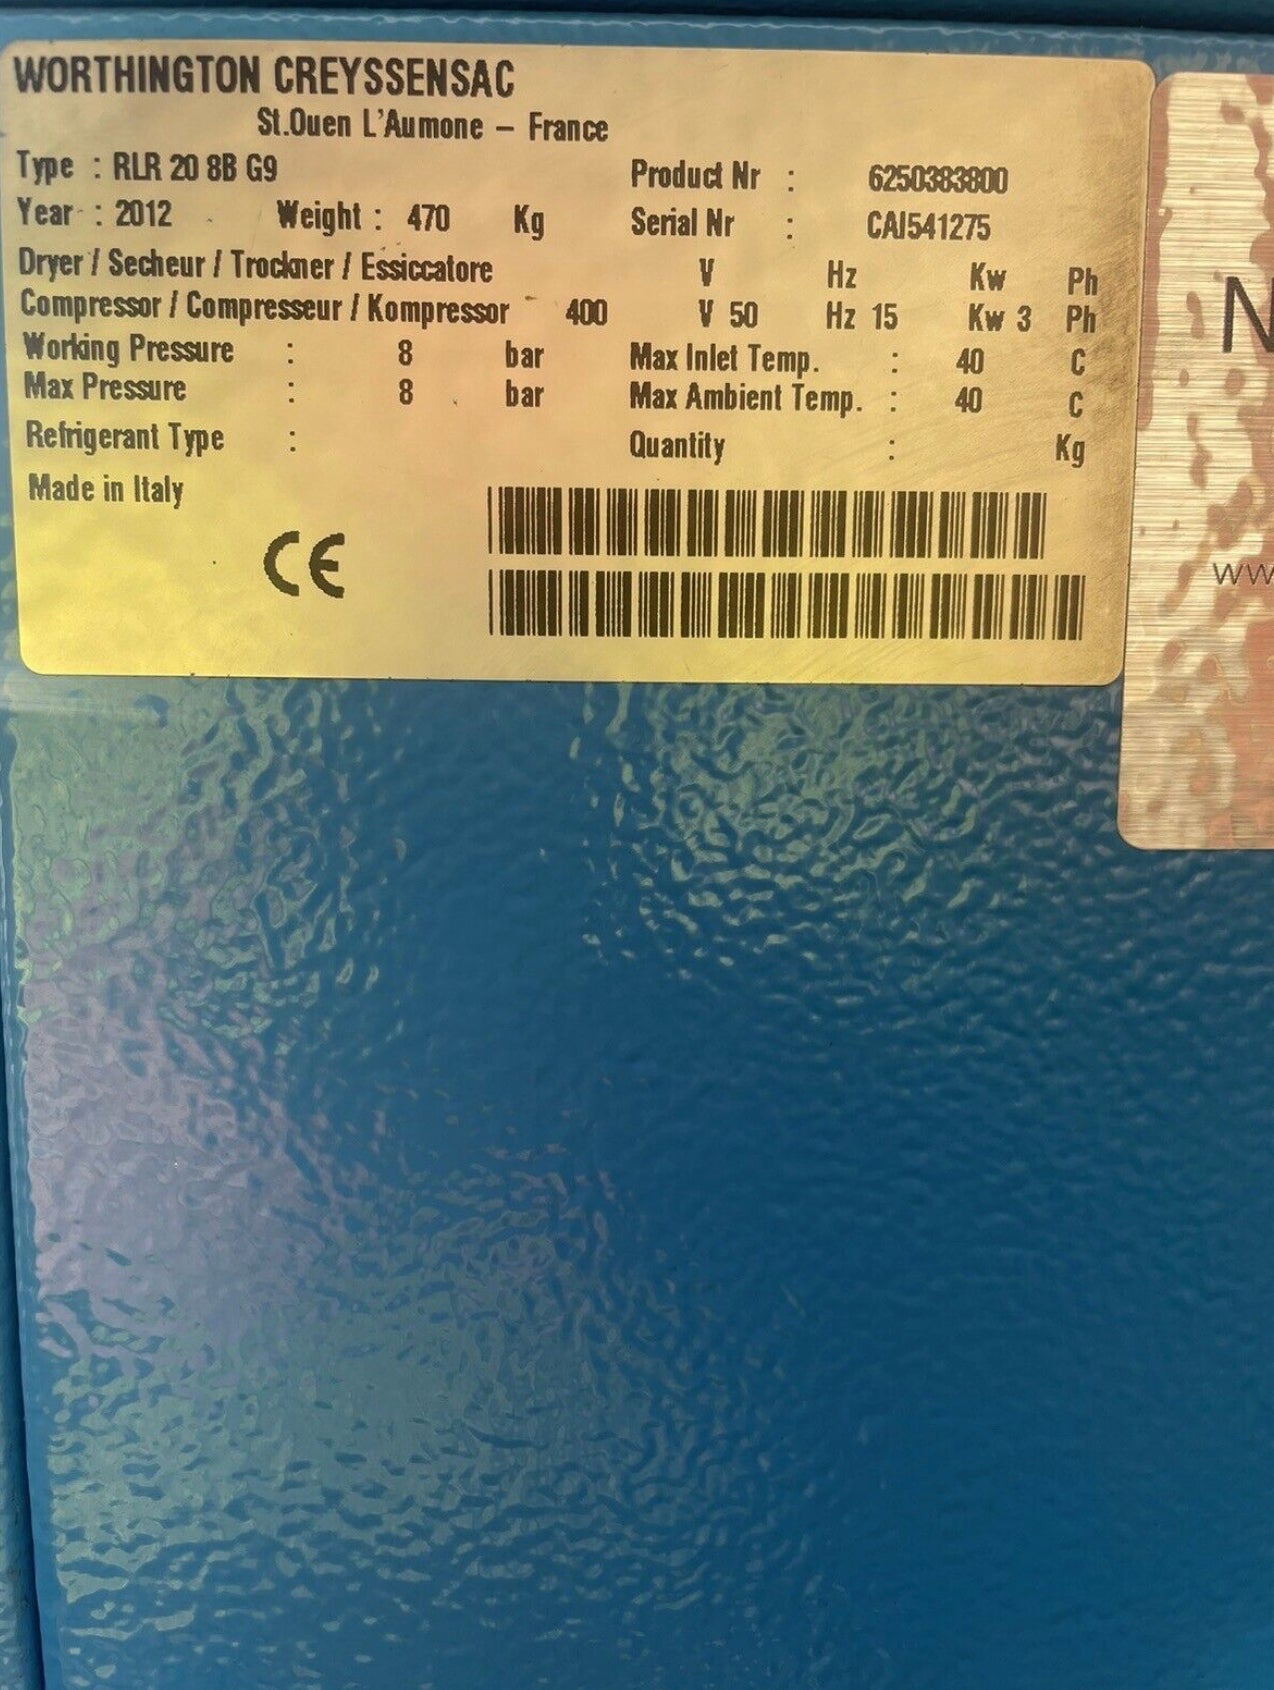 WORTHINGTON CREYSSENSAC
St.Ouen L'Aumone – France
Type : RLR 20 8B G9 Product Nr : 6250383800
Year : 2012 Weight : 470 Kg Serial Nr : CAI541275
Dryer / Secheur / Trockner / Essiccatore V Hz Kw Ph
Compressor / Compresseur / Kompressor 400 V 50 Hz 15 Kw 3 Ph
Working Pressure : 8 bar Max Inlet Temp. : 40 C
Max Pressure : 8 bar Max Ambient Temp. : 40 C
Refrigerant Type : Quantity : Kg
Made in Italy
CE
N
ww